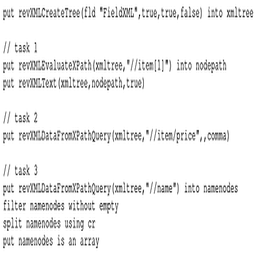 put revXMLCreateTree(fld "FieldXML",true,true,false) into xmltree
// task 1
put revXMLEvaluateXPath(xmltree,"//item[1]") into nodepath
put revXMLText(xmltree,nodepath,true)
// task 2
put revXMLDataFromXPathQuery(xmltree,"//item/price",,comma)
// task 3
put revXMLDataFromXPathQuery(xmltree,"//name") into namenodes
filter namenodes without empty
split namenodes using cr
put namenodes is an array